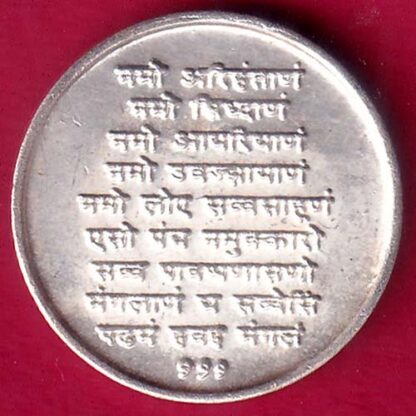 नमो अरिहंताणं
नमो सिध्धाणं
नमो आयरियाणं
नमो उवज्झायाणं
नमो लोए सव्वसाहूणं
एसो पंच नमुक्कारो
सव्व पावप्पणासणो
मंगलाणं च सव्वेसिं
पढमं हवइ मंगलं